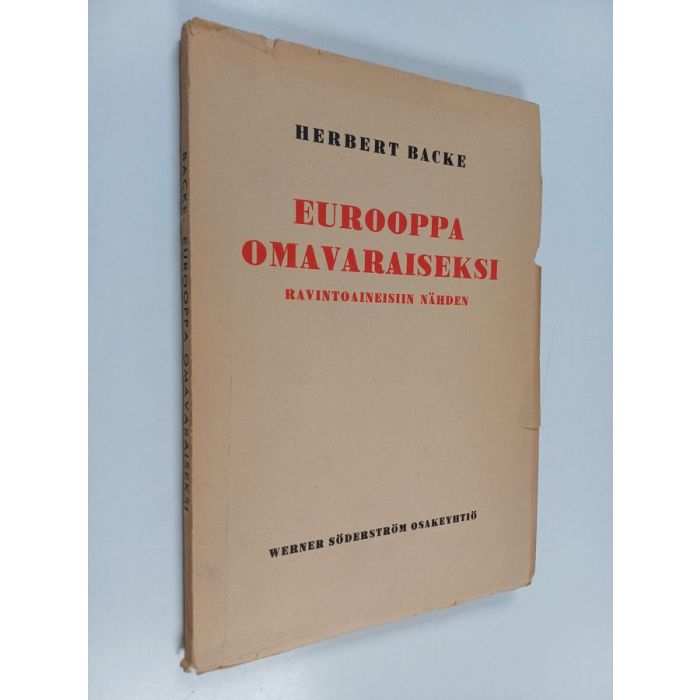 HERBERT BACKE
EUROOPPA
OMAVARAISEKSI
RAVINTOAINEISIIN NÄHDEN
WERNER SÖDERSTRÖM OSAKEYHTIÖ
BACKE, EUROOPPA OMAVARAISEKSI